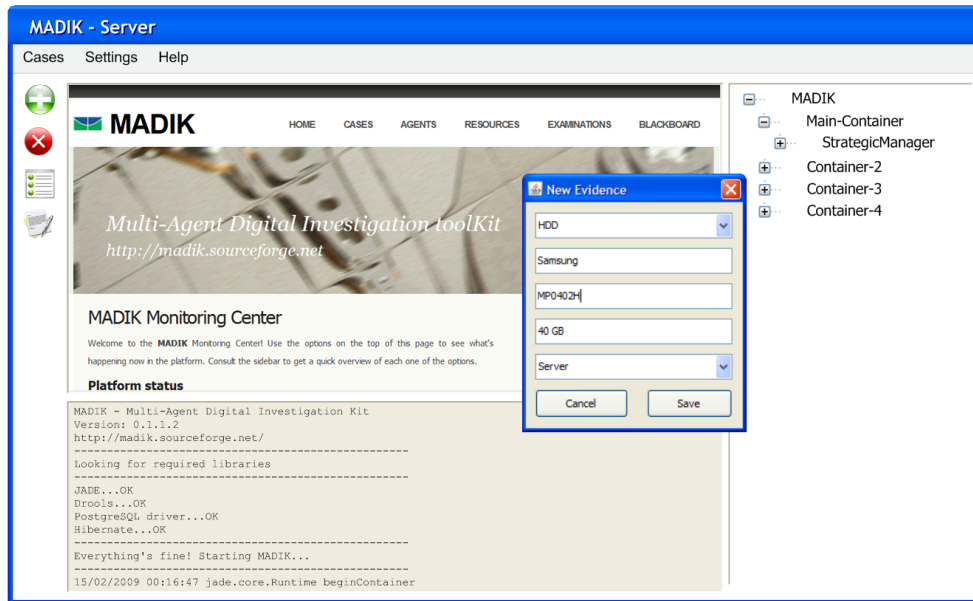 MADIK - Server
Cases Settings Help
MADIK
HOME CASES AGENTS RESOURCES EXAMINATIONS BLACKBOARD
Multi-Agent Digital Investigation toolKit
http://madik.sourceforge.net
MADIK Monitoring Center
Welcome to the MADIK Monitoring Center! Use the options on the top of this page to see what's
happening now in the platform. Consult the sidebar to get a quick overview of each one of the options.
Platform status
MADIK - Multi-Agent Digital Investigation Kit
Version: 0.1.1.2
http://madik.sourceforge.net/
----------------------------------------------------
Looking for required libraries
----------------------------------------------------
JADE...OK
Drools...OK
PostgreSQL driver...OK
Hibernate...OK
----------------------------------------------------
Everything's fine! Starting MADIK...
----------------------------------------------------
15/02/2009 00:16:47 jade.core.Runtime beginContainer
New Evidence
HDD
Samsung
MP0402H
40 GB
Server
Cancel Save
MADIK
Main-Container
StrategicManager
Container-2
Container-3
Container-4